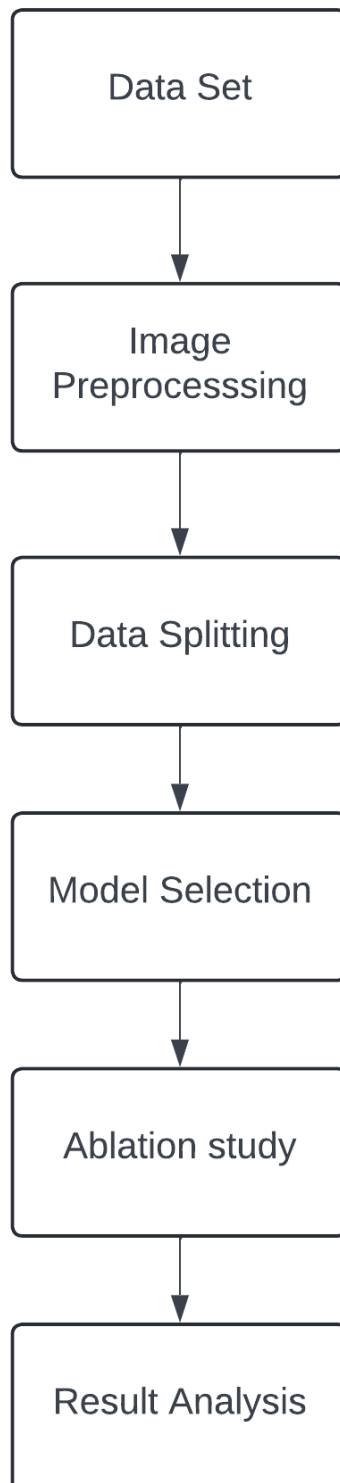 Data Set
Image
Preprocesssing
Data Splitting
Model Selection
Ablation study
Result Analysis